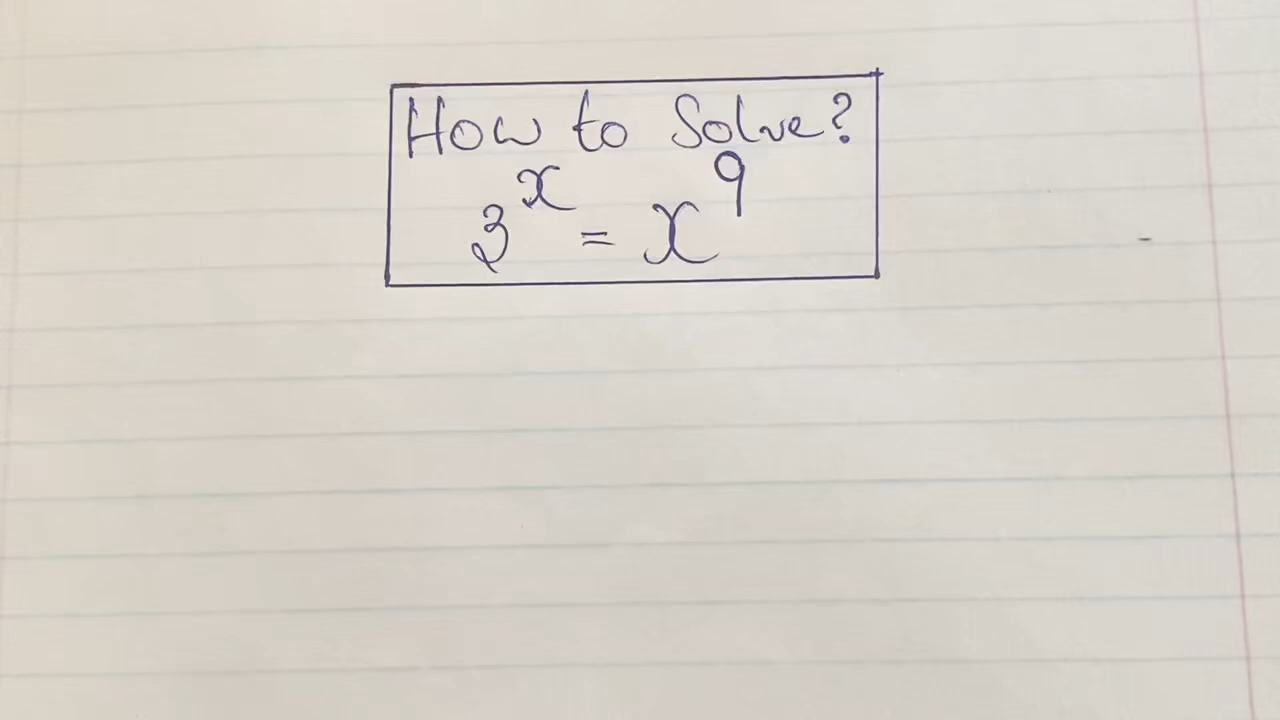 How to Solve?
3^x = x^9